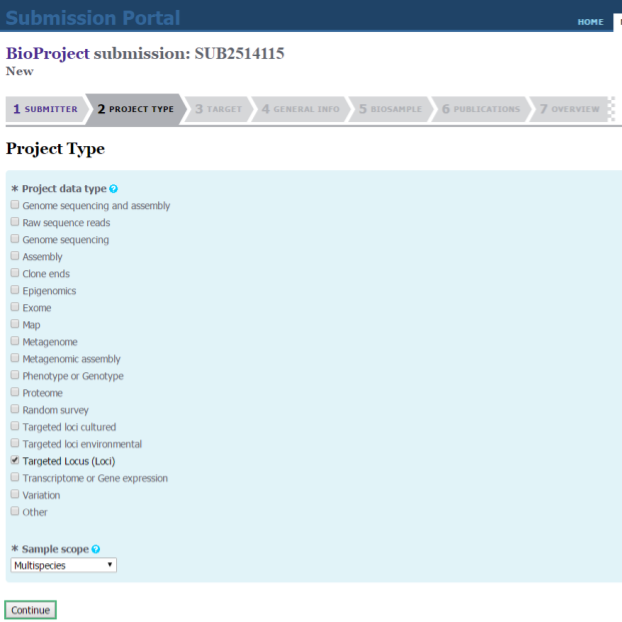 Submission Portal
HOME
BioProject submission: SUB2514115
New
1 SUBMITTER 2 PROJECT TYPE 3 TARGET 4 GENERAL INFO 5 BIOSAMPLE 6 PUBLICATIONS 7 OVERVIEW
Project Type
* Project data type ?
Genome sequencing and assembly
Raw sequence reads
Genome sequencing
Assembly
Clone ends
Epigenomics
Exome
Map
Metagenome
Metagenomic assembly
Phenotype or Genotype
Proteome
Random survey
Targeted loci cultured
Targeted loci environmental
Targeted Locus (Loci)
Transcriptome or Gene expression
Variation
Other
* Sample scope ?
Multispecies
Continue